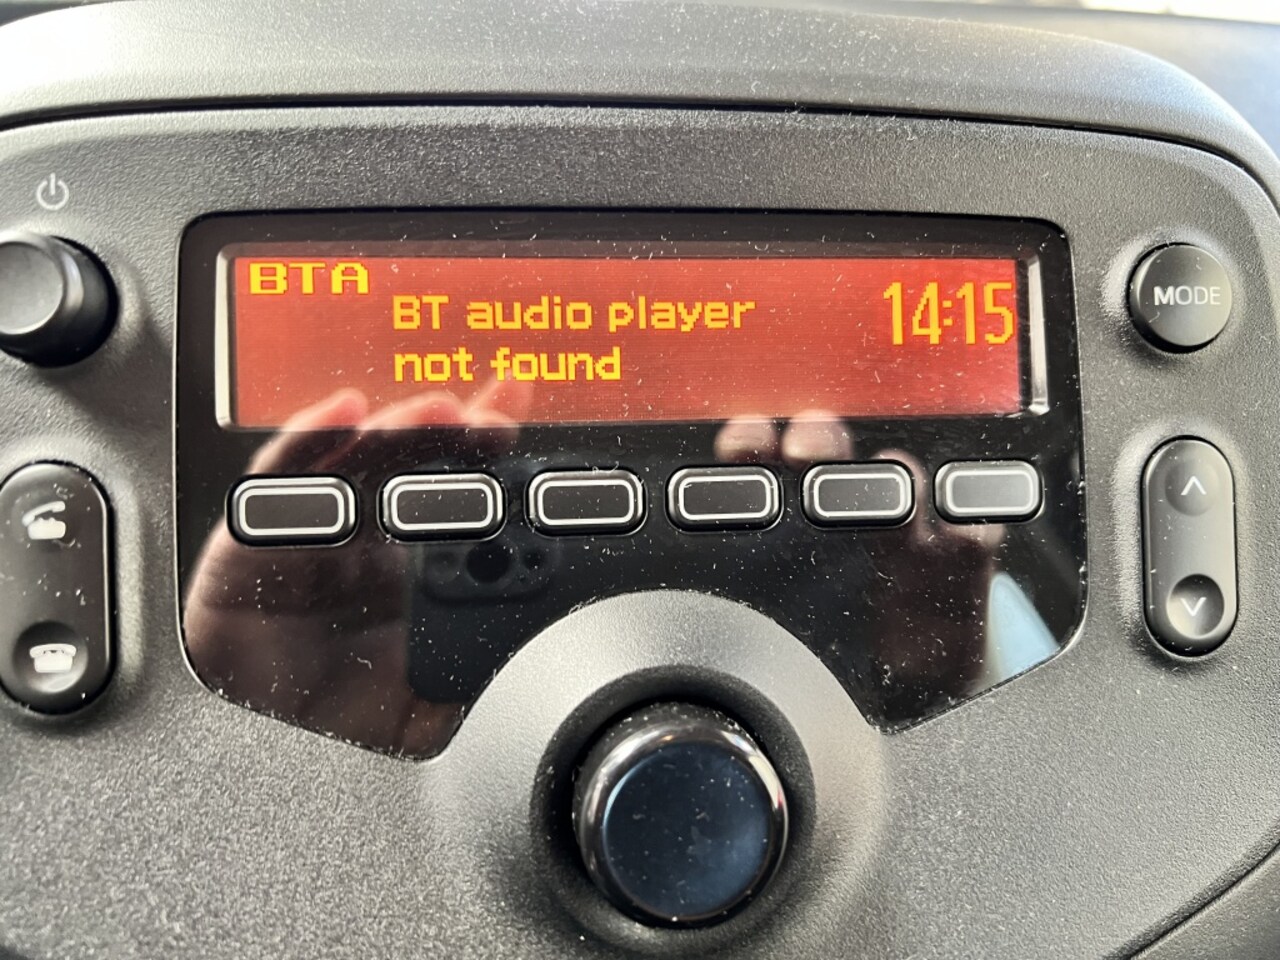 BTA
BT audio player
not found
14:15
MODE